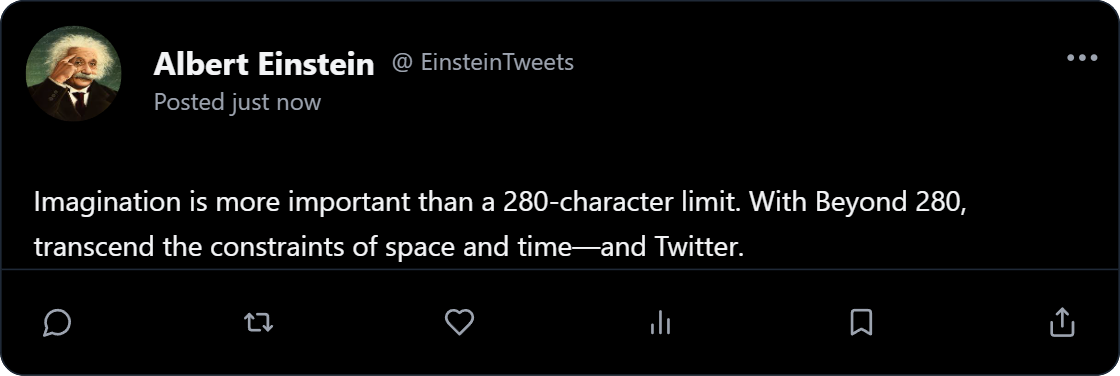 Albert Einstein @ EinsteinTweets
Posted just now
Imagination is more important than a 280-character limit. With Beyond 280,
transcend the constraints of space and time—and Twitter.